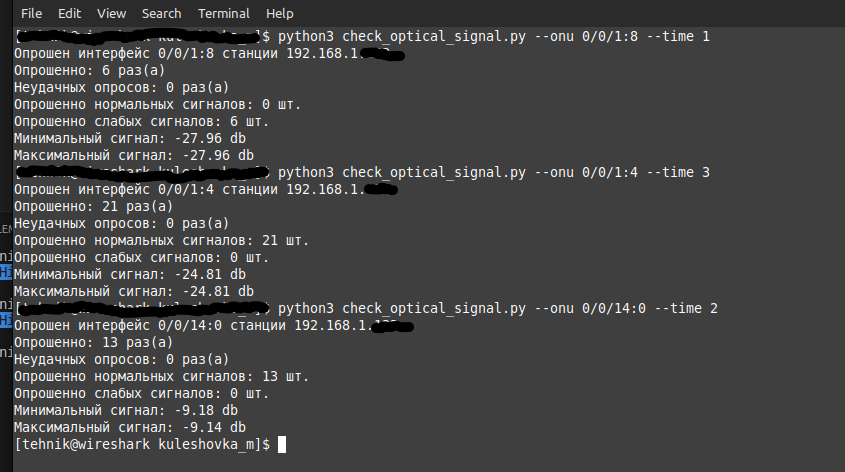 File Edit View Search Terminal Help
$ python3 check_optical_signal.py --onu 0/0/1:8 --time 1
Опрошен интерфейс 0/0/1:8 станции 192.168.1.
Опрошенно: 6 раз(а)
Неудачных опросов: 0 раз(а)
Опрошенно нормальных сигналов: 0 шт.
Опрошенно слабых сигналов: 6 шт.
Минимальный сигнал: -27.96 db
Максимальный сигнал: -27.96 db
$ python3 check_optical_signal.py --onu 0/0/1:4 --time 3
Опрошен интерфейс 0/0/1:4 станции 192.168.1.
Опрошенно: 21 раз(а)
Неудачных опросов: 0 раз(а)
Опрошенно нормальных сигналов: 21 шт.
Опрошенно слабых сигналов: 0 шт.
Минимальный сигнал: -24.81 db
Максимальный сигнал: -24.81 db
$ python3 check_optical_signal.py --onu 0/0/14:0 --time 2
Опрошен интерфейс 0/0/14:0 станции 192.168.1.
Опрошенно: 13 раз(а)
Неудачных опросов: 0 раз(а)
Опрошенно нормальных сигналов: 13 шт.
Опрошенно слабых сигналов: 0 шт.
Минимальный сигнал: -9.18 db
Максимальный сигнал: -9.14 db
[tehnik@wireshark kuleshovka_m]$